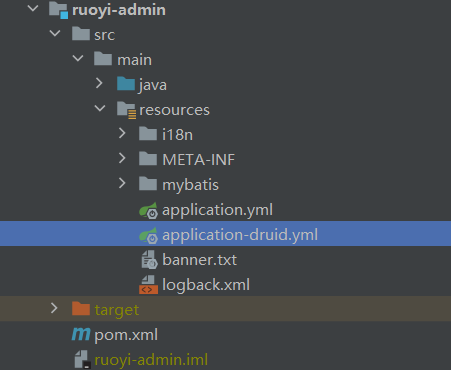 ruoyi-admin
src
main
java
resources
i18n
META-INF
mybatis
application.yml
application-druid.yml
banner.txt
logback.xml
target
pom.xml
ruoyi-admin.iml